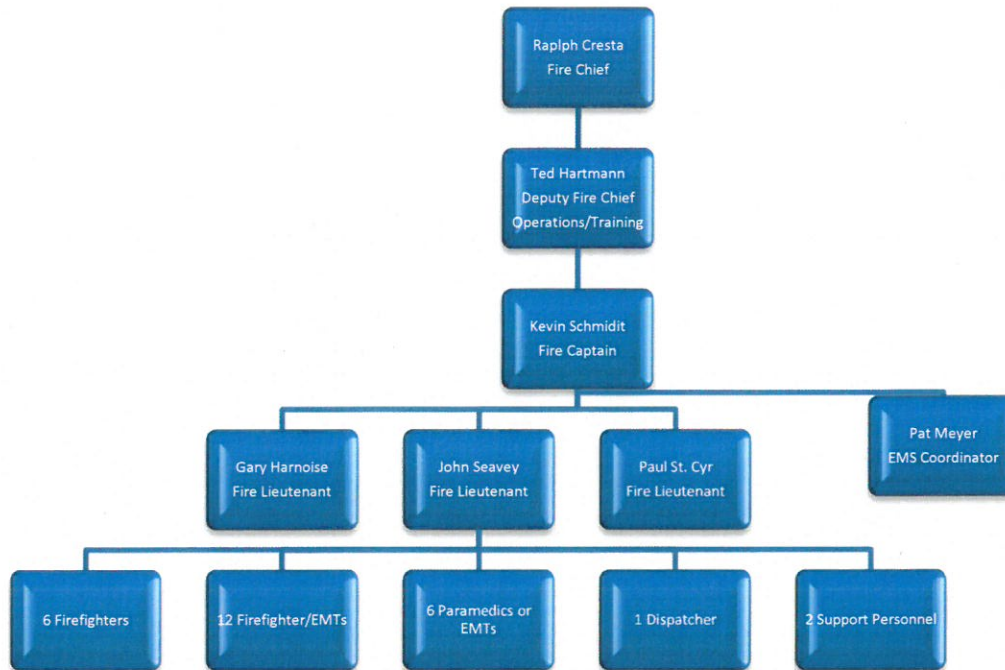 Raplph Cresta
Fire Chief
Ted Hartmann
Deputy Fire Chief
Operations/Training
Kevin Schmidit
Fire Captain
Gary Harnoise
Fire Lieutenant
John Seavey
Fire Lieutenant
Paul St. Cyr
Fire Lieutenant
Pat Meyer
EMS Coordinator
6 Firefighters
12 Firefighter/EMTs
6 Paramedics or
EMTs
1 Dispatcher
2 Support Personnel